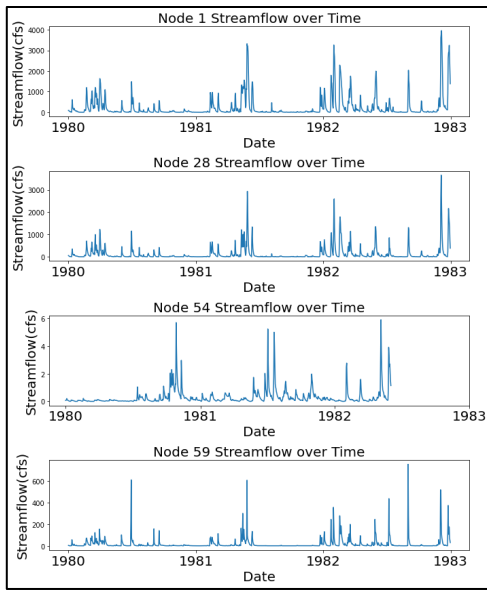 Node 1 Streamflow over Time
Streamflow(cfs)
4000
3000
2000
1000
0
1980 1981 1982 1983
Date
Node 28 Streamflow over Time
Streamflow(cfs)
3000
2000
1000
0
1980 1981 1982 1983
Date
Node 54 Streamflow over Time
Streamflow(cfs)
6
4
2
0
1980 1981 1982 1983
Date
Node 59 Streamflow over Time
Streamflow(cfs)
600
400
200
0
1980 1981 1982 1983
Date